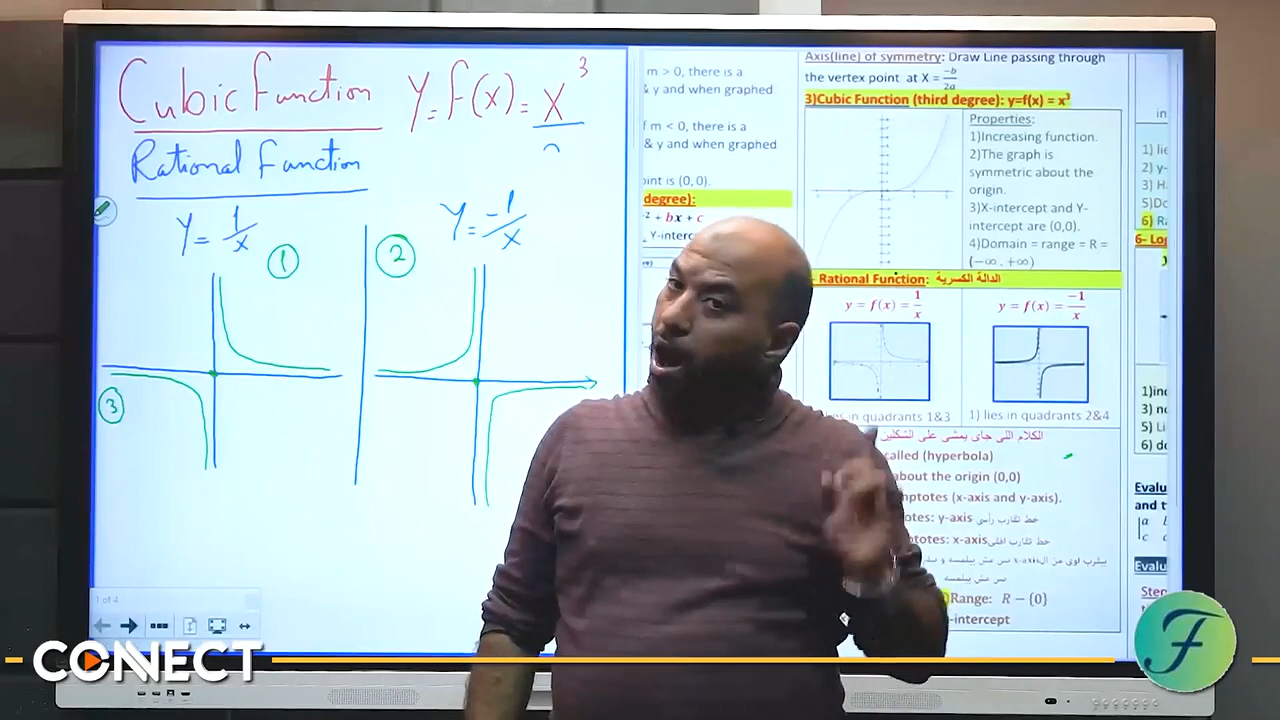 Cubic Function y = f(x) = x³
Rational Function
y = 1/x
y = -1/x
1
2
3
m > 0, there is a
& y and when graphed
f m < 0, there is a
& y and when graphed
oint is (0, 0).
degree):
+ bx + c
Y-interc
Axis(line) of symmetry: Draw Line passing through
the vertex point at X = -b/2a
3)Cubic Function (third degree): y=f(x) = x³
Properties:
1)Increasing function.
2)The graph is
symmetric about the
origin.
3)X-intercept and Y-
intercept are (0,0).
4)Domain = range = R =
(−∞ , +∞)
Rational Function: الدالة الكسرية
y = f(x) = 1/x
y = f(x) = -1/x
in quadrants 1&3
1) lies in quadrants 2&4
الكلام اللى جاى يمشى على الشكلين
called (hyperbola)
about the origin (0,0)
ptotes (x-axis and y-axis).
otes: y-axis خط تقارب رأسى
ptotes: x-axis خط تقارب افقى
Range: R − {0}
-intercept
in
1) lie
2) y-
3) H
5)Do
6) Ra
6- Log
1)inc
3) no
5) Li
6) do
Evalu
and t
Evalu
Step
1 of 4
CONNECT
F